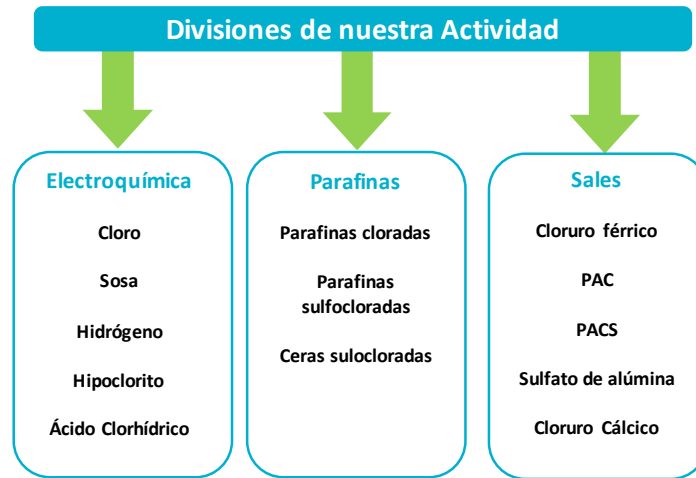 Divisiones de nuestra Actividad
Electroquímica
Cloro
Sosa
Hidrógeno
Hipoclorito
Ácido Clorhídrico
Parafinas
Parafinas cloradas
Parafinas
sulfocloradas
Ceras sulocloradas
Sales
Cloruro férrico
PAC
PACS
Sulfato de alúmina
Cloruro Cálcico